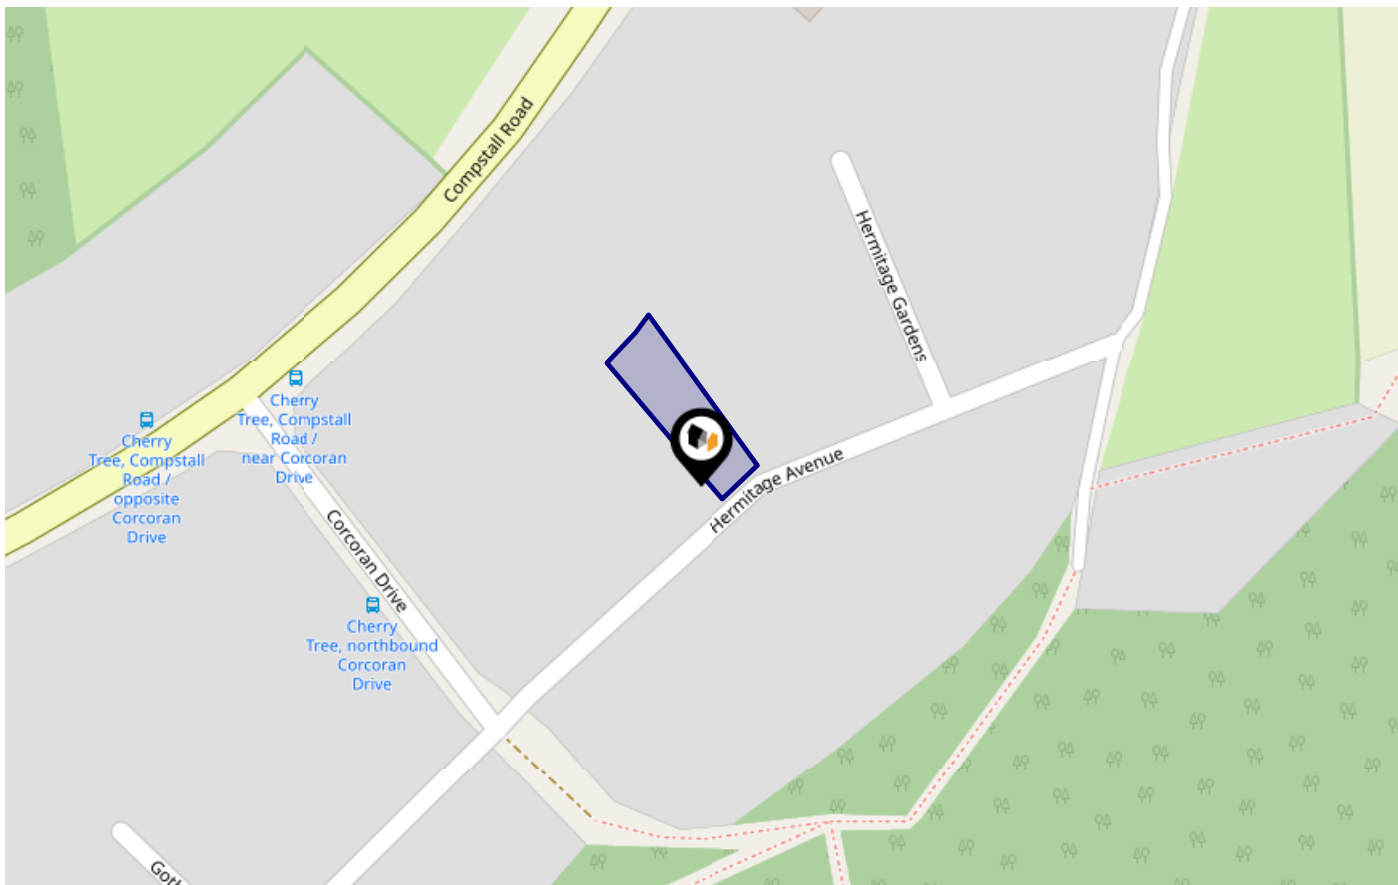 Compstall Road
Hermitage Gardens
Cherry
Tree, Compstall
Road /
near Corcoran
Drive
Cherry
Tree, Compstall
Road /
opposite
Corcoran
Drive
Hermitage Avenue
Corcoran Drive
Cherry
Tree, northbound
Corcoran
Drive
Goth